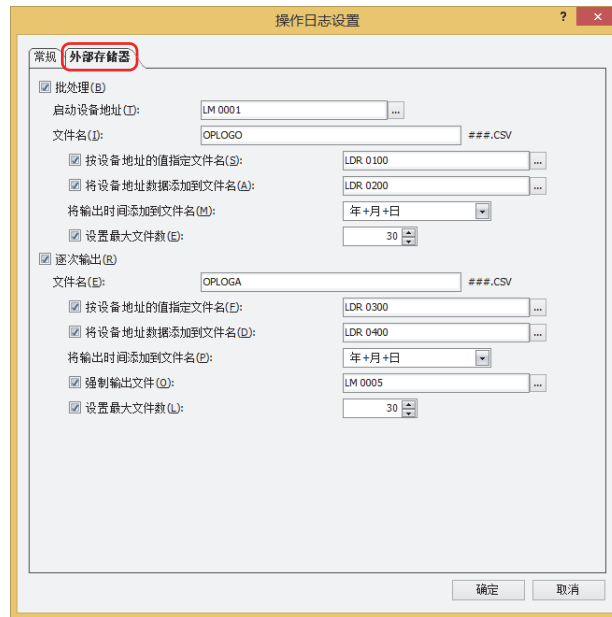 操作日志设置 ? ×
常规 外部存储器
批处理(B)
启动设备地址(T): LM 0001 ...
文件名(I): OPLOGO ###.CSV
按设备地址的值指定文件名(S): LDR 0100 ...
将设备地址数据添加到文件名(A): LDR 0200 ...
将输出时间添加到文件名(M): 年+月+日
设置最大文件数(E): 30
逐次输出(R)
文件名(E): OPLOGA ###.CSV
按设备地址的值指定文件名(F): LDR 0300 ...
将设备地址数据添加到文件名(D): LDR 0400 ...
将输出时间添加到文件名(P): 年+月+日
强制输出文件(O): LM 0005 ...
设置最大文件数(L): 30
确定 取消